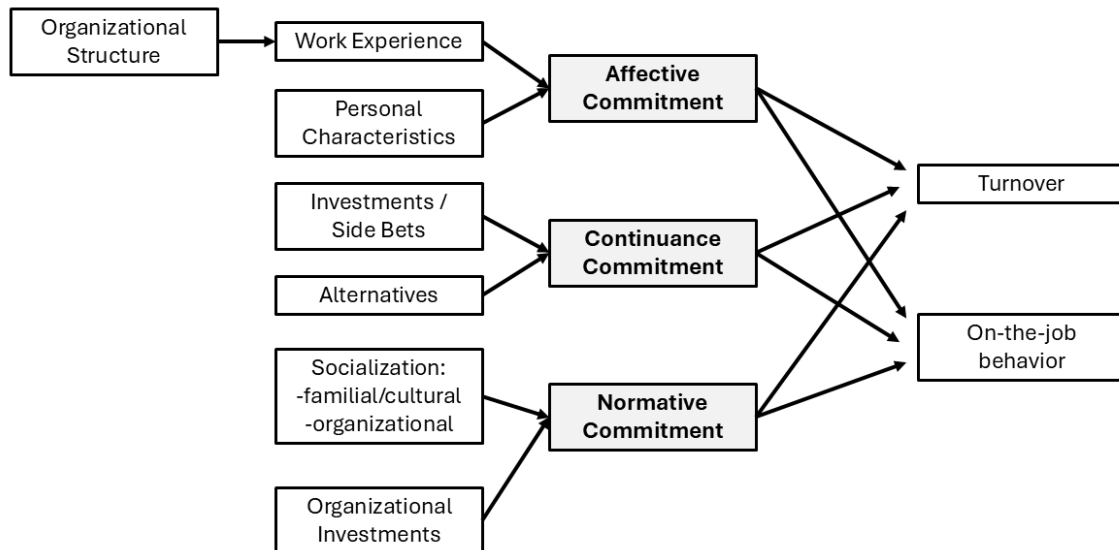 Organizational
Structure
Work Experience
Personal
Characteristics
Investments /
Side Bets
Alternatives
Socialization:
-familial/cultural
-organizational
Organizational
Investments
Affective
Commitment
Continuance
Commitment
Normative
Commitment
Turnover
On-the-job
behavior